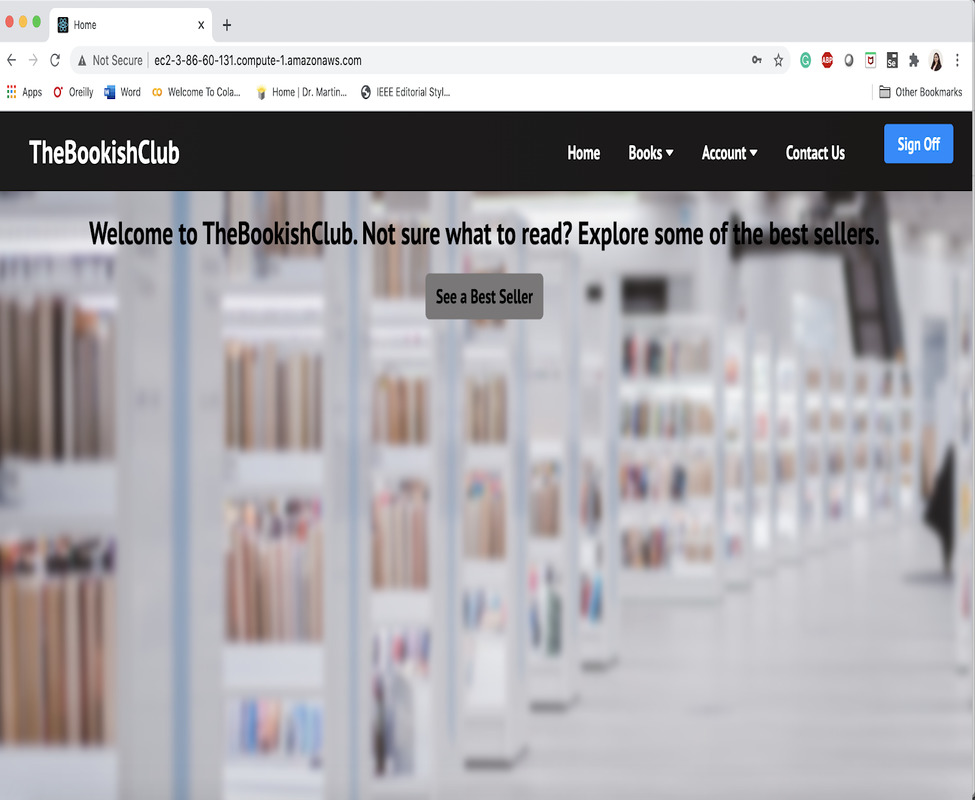 Home x +
Not Secure ec2-3-86-60-131.compute-1.amazonaws.com
Apps Oreilly Word Welcome To Cola... Home | Dr. Martin... IEEE Editorial Styl... Other Bookmarks
TheBookishClub Home Books Account Contact Us Sign Off
Welcome to TheBookishClub. Not sure what to read? Explore some of the best sellers.
See a Best Seller